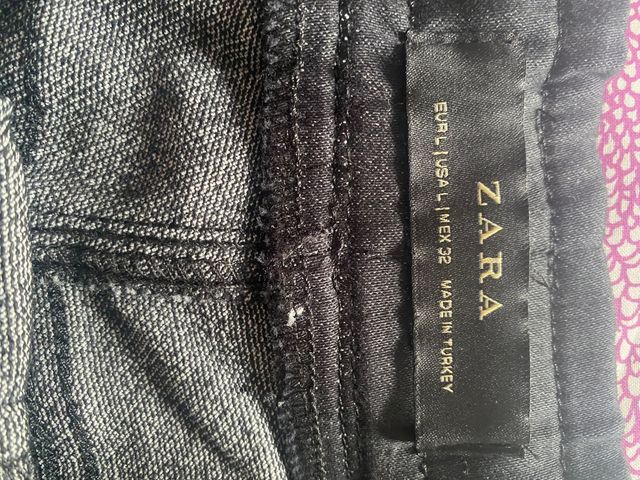 ZARA
EUR L | USA L | MEX 32 MADE IN TURKEY